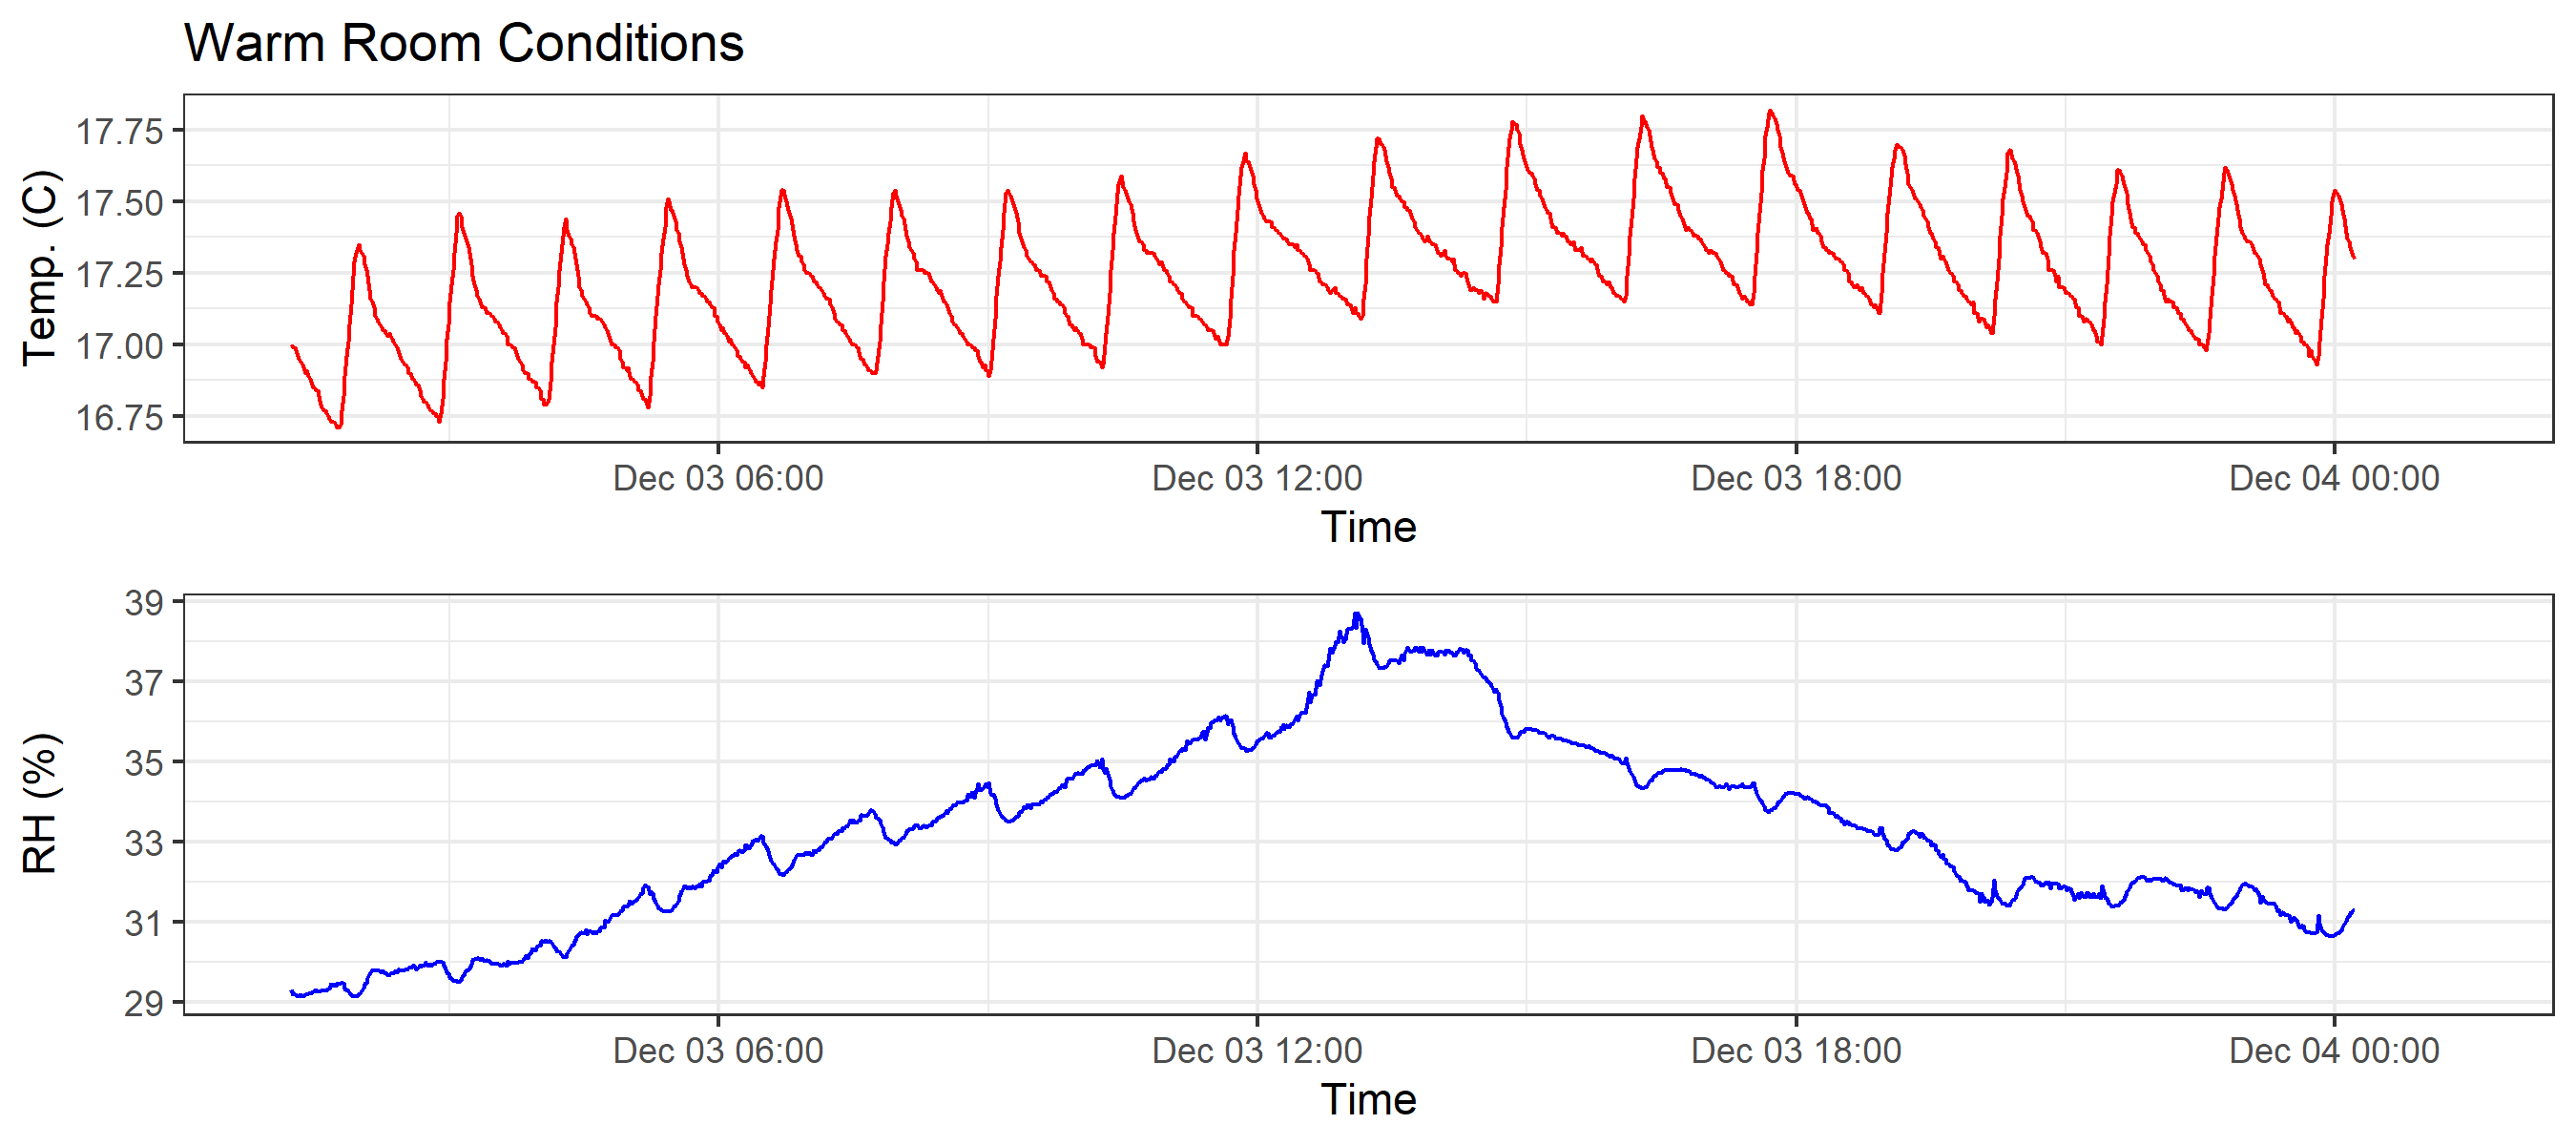 Warm Room Conditions
Temp. (C)
17.75
17.50
17.25
17.00
16.75
Dec 03 06:00 Dec 03 12:00 Dec 03 18:00 Dec 04 00:00
Time
RH (%)
39
37
35
33
31
29
Dec 03 06:00 Dec 03 12:00 Dec 03 18:00 Dec 04 00:00
Time